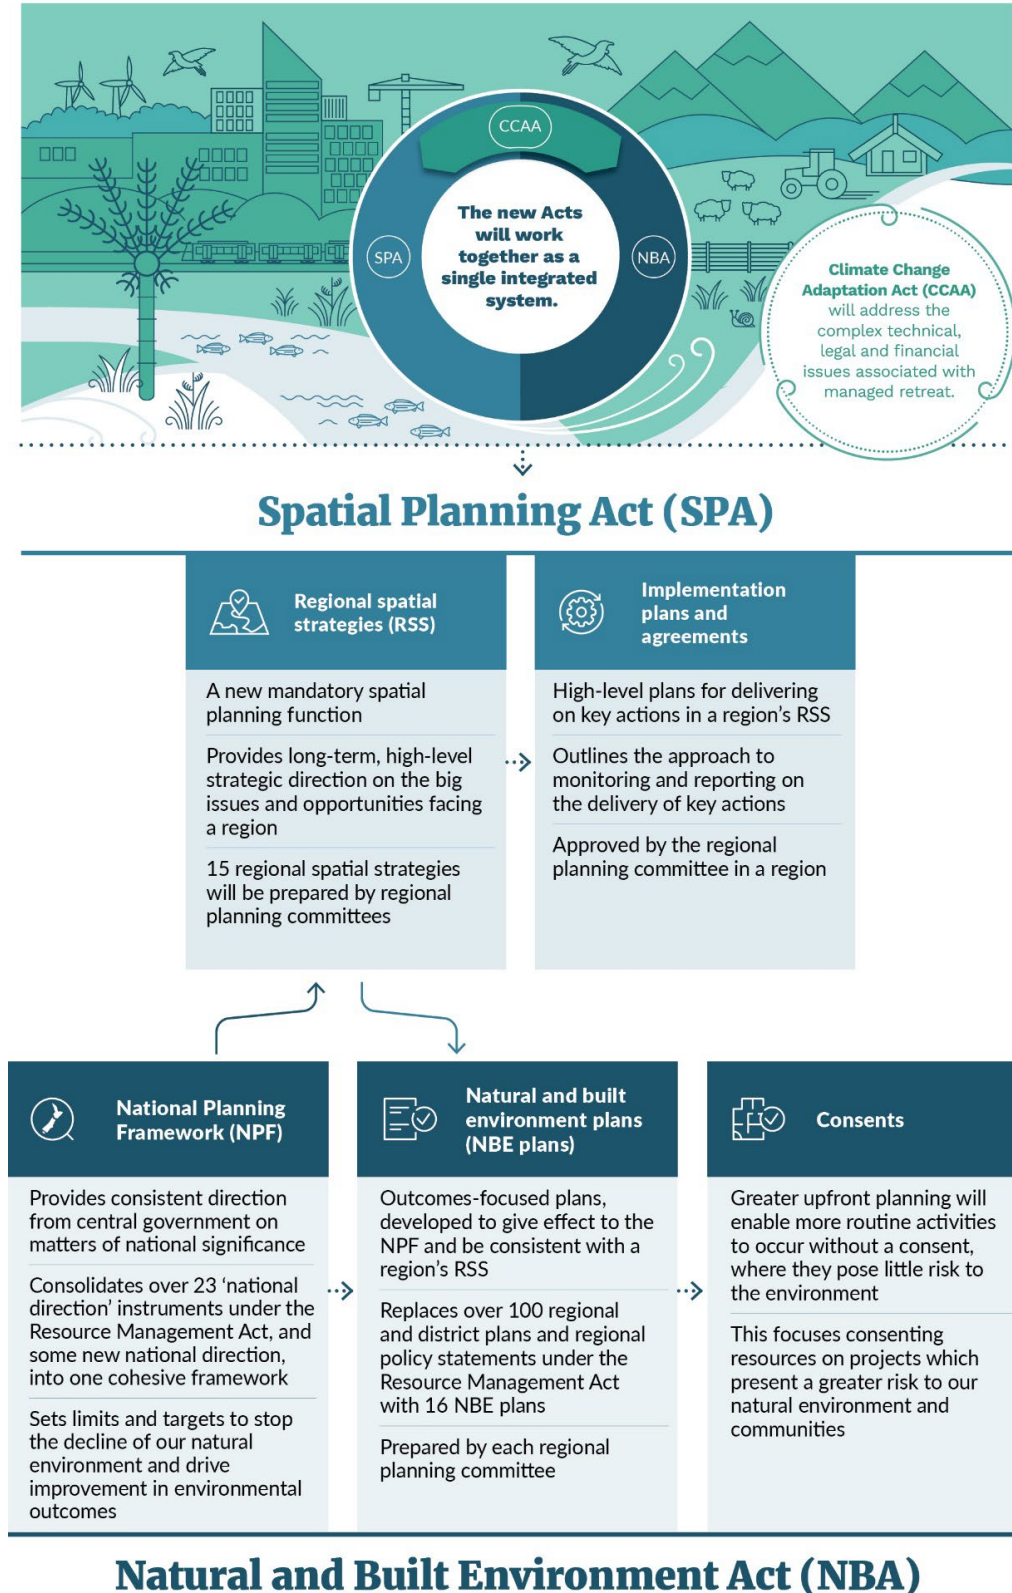 CCAA
SPA
NBA
The new Acts
will work
together as a
single integrated
system.
Climate Change
Adaptation Act (CCAA)
will address the
complex technical,
legal and financial
issues associated with
managed retreat.
Spatial Planning Act (SPA)
Regional spatial
strategies (RSS)
A new mandatory spatial
planning function
Provides long-term, high-level
strategic direction on the big
issues and opportunities facing
a region
15 regional spatial strategies
will be prepared by regional
planning committees
Implementation
plans and
agreements
High-level plans for delivering
on key actions in a region’s RSS
Outlines the approach to
monitoring and reporting on
the delivery of key actions
Approved by the regional
planning committee in a region
National Planning
Framework (NPF)
Provides consistent direction
from central government on
matters of national significance
Consolidates over 23 ‘national
direction’ instruments under the
Resource Management Act, and
some new national direction,
into one cohesive framework
Sets limits and targets to stop
the decline of our natural
environment and drive
improvement in environmental
outcomes
Natural and built
environment plans
(NBE plans)
Outcomes-focused plans,
developed to give effect to the
NPF and be consistent with a
region’s RSS
Replaces over 100 regional
and district plans and regional
policy statements under the
Resource Management Act
with 16 NBE plans
Prepared by each regional
planning committee
Consents
Greater upfront planning will
enable more routine activities
to occur without a consent,
where they pose little risk to
the environment
This focuses consenting
resources on projects which
present a greater risk to our
natural environment and
communities
Natural and Built Environment Act (NBA)